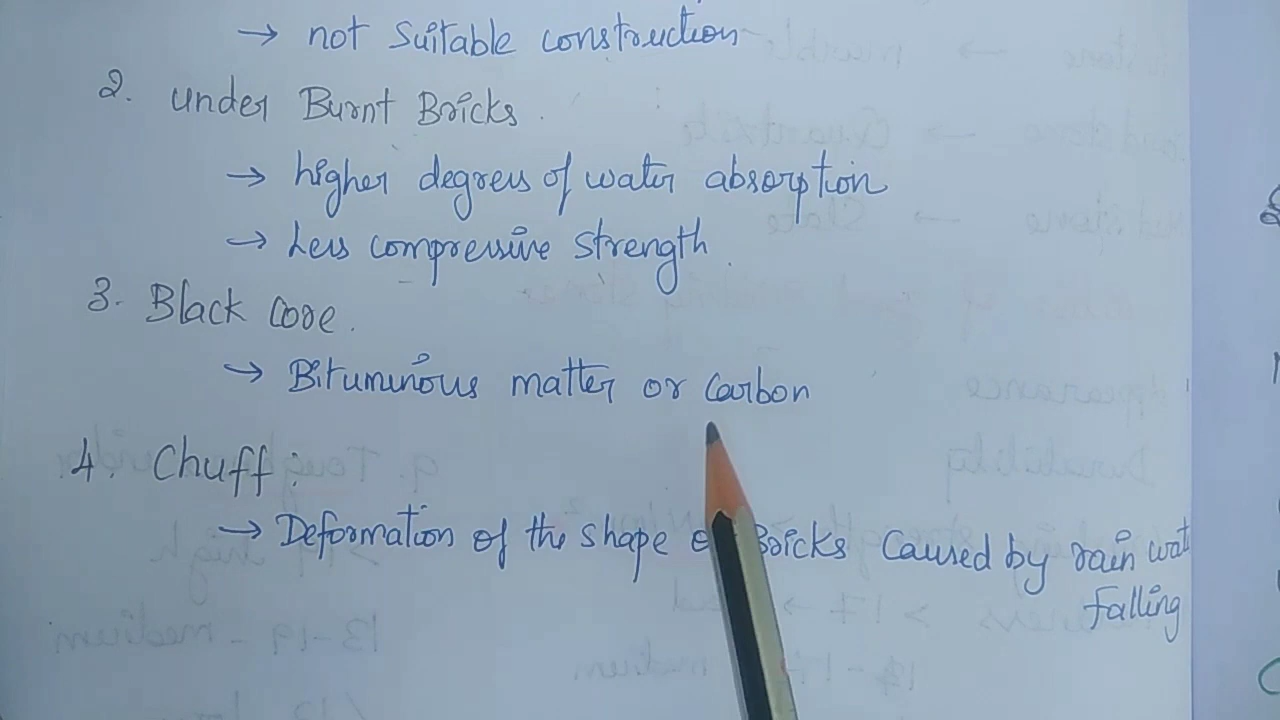 → not suitable construction
2. under Burnt Bricks.
→ higher degrees of water absorption
→ Less compressive strength.
3. Black Core.
→ Bituminous matter or carbon
4. Chuff:
→ Deformation of the shape Bricks caused by rain wat
falling